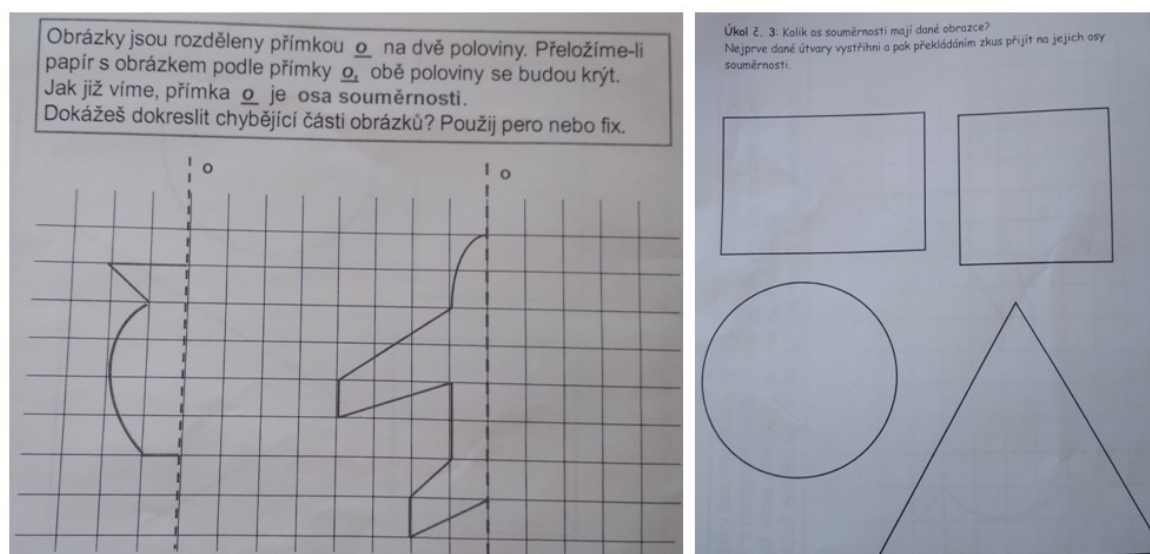 Obrázky jsou rozděleny přímkou o na dvě poloviny. Přeložíme-li
papír s obrázkem podle přímky o, obě poloviny se budou krýt.
Jak již víme, přímka o je osa souměrnosti.
Dokážeš dokreslit chybějící části obrázků? Použij pero nebo fix.
o
o
Úkol č. 3: Kolik os souměrnosti mají dané obrazce?
Nejprve dané útvary vystřihni a pak překládáním zkus přijít na jejich osy
souměrnosti.